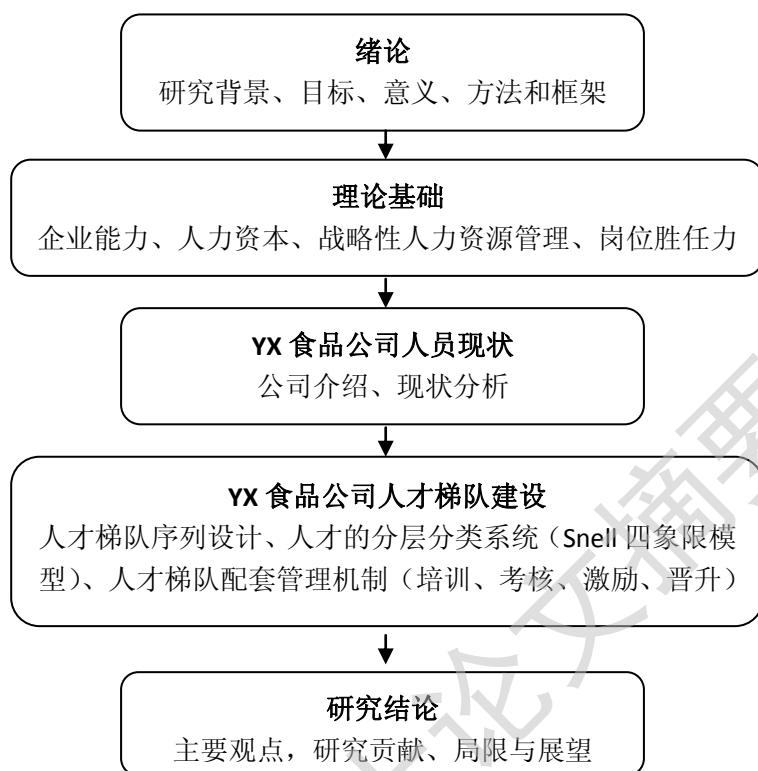 绪论
研究背景、目标、意义、方法和框架
理论基础
企业能力、人力资本、战略性人力资源管理、岗位胜任力
YX 食品公司人员现状
公司介绍、现状分析
YX 食品公司人才梯队建设
人才梯队序列设计、人才的分层分类系统（Snell 四象限模
型）、人才梯队配套管理机制（培训、考核、激励、晋升）
研究结论
主要观点，研究贡献、局限与展望
论文摘要